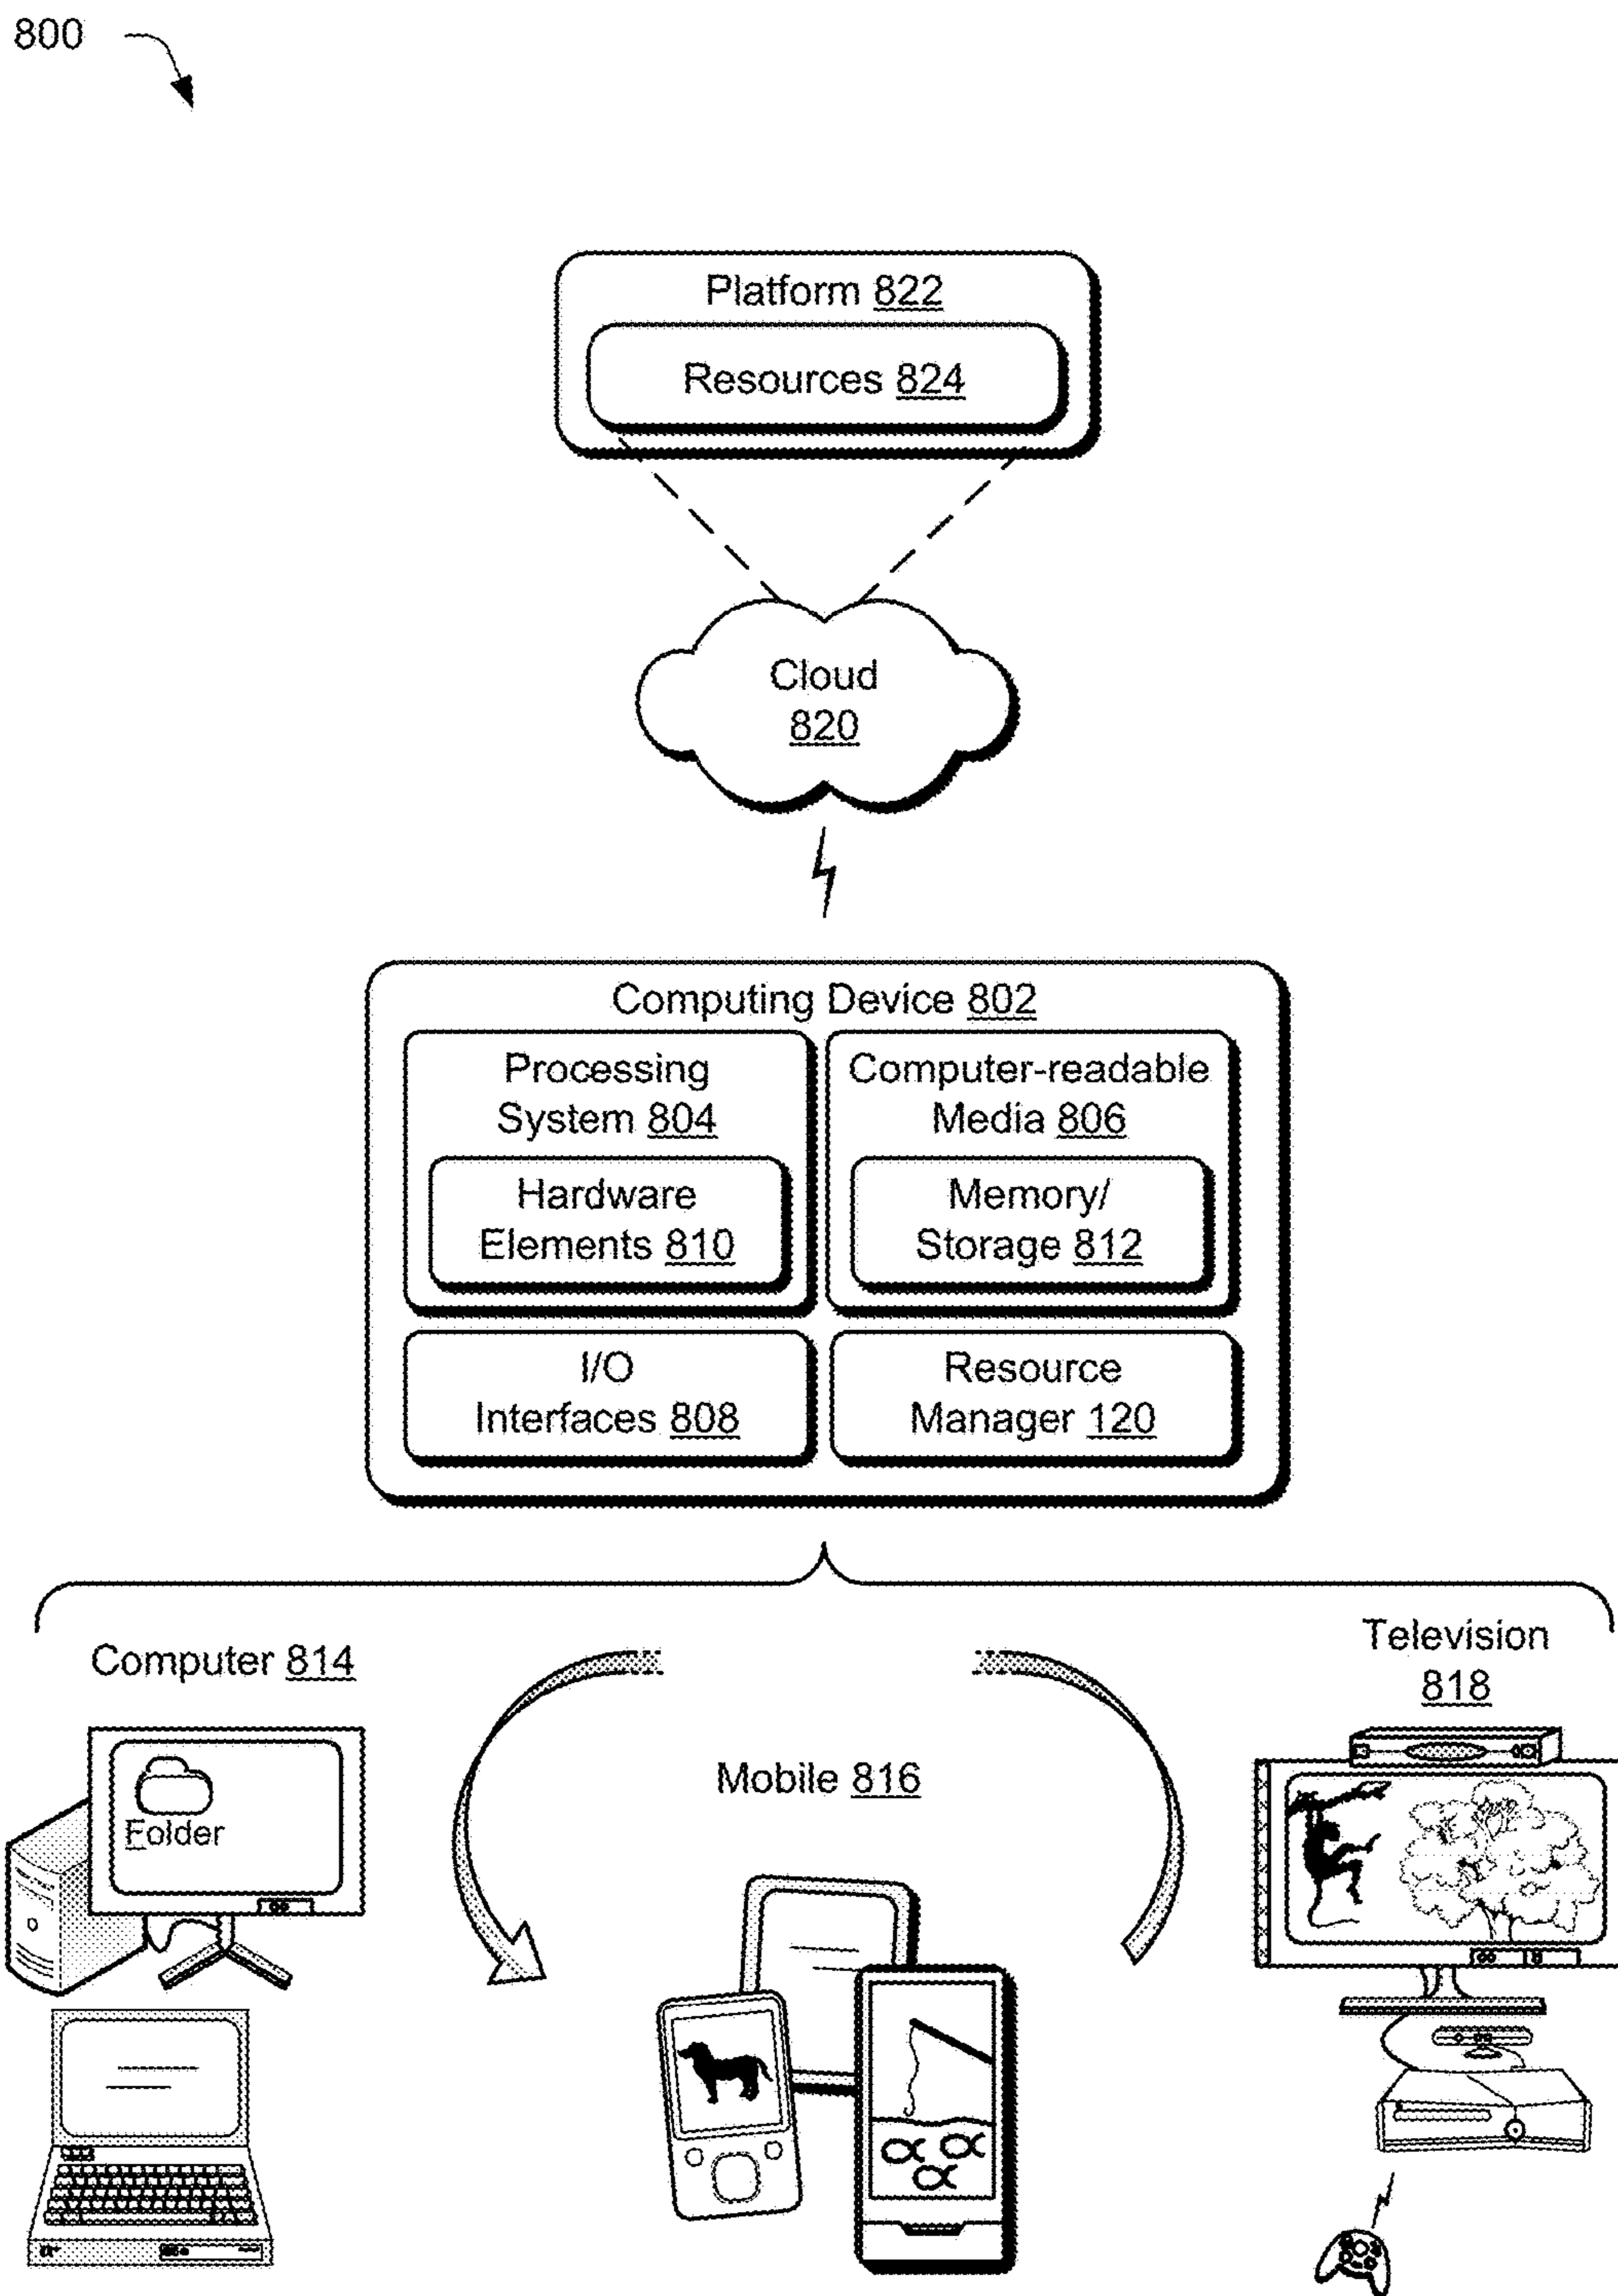 800
Platform 822
Resources 824
Cloud
820
Computing Device 802
Processing
System 804
Computer-readable
Media 806
Hardware
Elements 810
Memory/
Storage 812
I/O
Interfaces 808
Resource
Manager 120
Computer 814
Television
818
Mobile 816
Folder